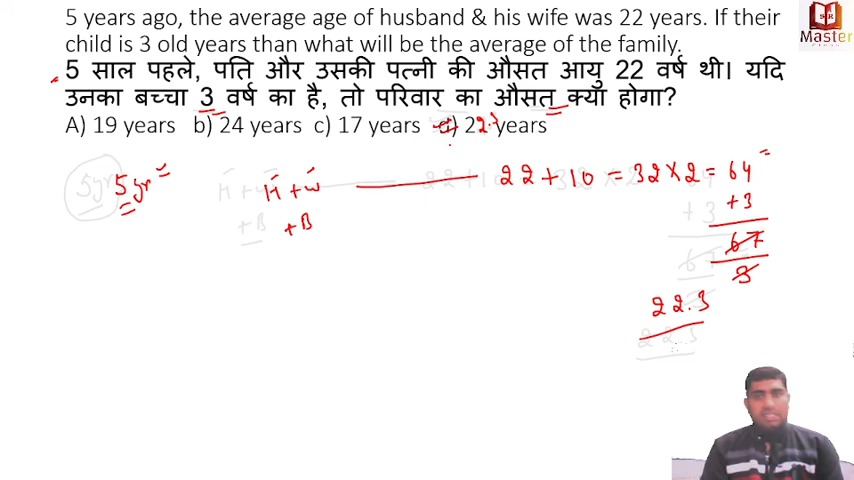 5 years ago, the average age of husband & his wife was 22 years. If their
child is 3 old years than what will be the average of the family.
5 साल पहले, पति और उसकी पत्नी की औसत आयु 22 वर्ष थी। यदि
उनका बच्चा 3 वर्ष का है, तो परिवार का औसत क्या होगा?
A) 19 years b) 24 years c) 17 years d) 22.3 years
5yr H + W 22 + 10 = 32 × 2 = 64
+ B + 3
67
3
22.3
SR
Master